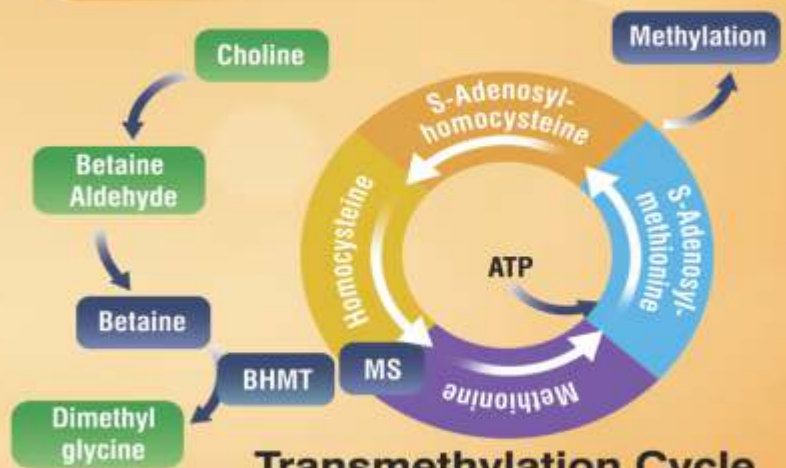 Choline
Betaine
Aldehyde
Betaine
Dimethyl
glycine
BHMT
MS
Homocysteine
S-Adenosyl-
homocysteine
S-Adenosyl-
methionine
Methionine
ATP
Methylation
Transmethylation Cycle